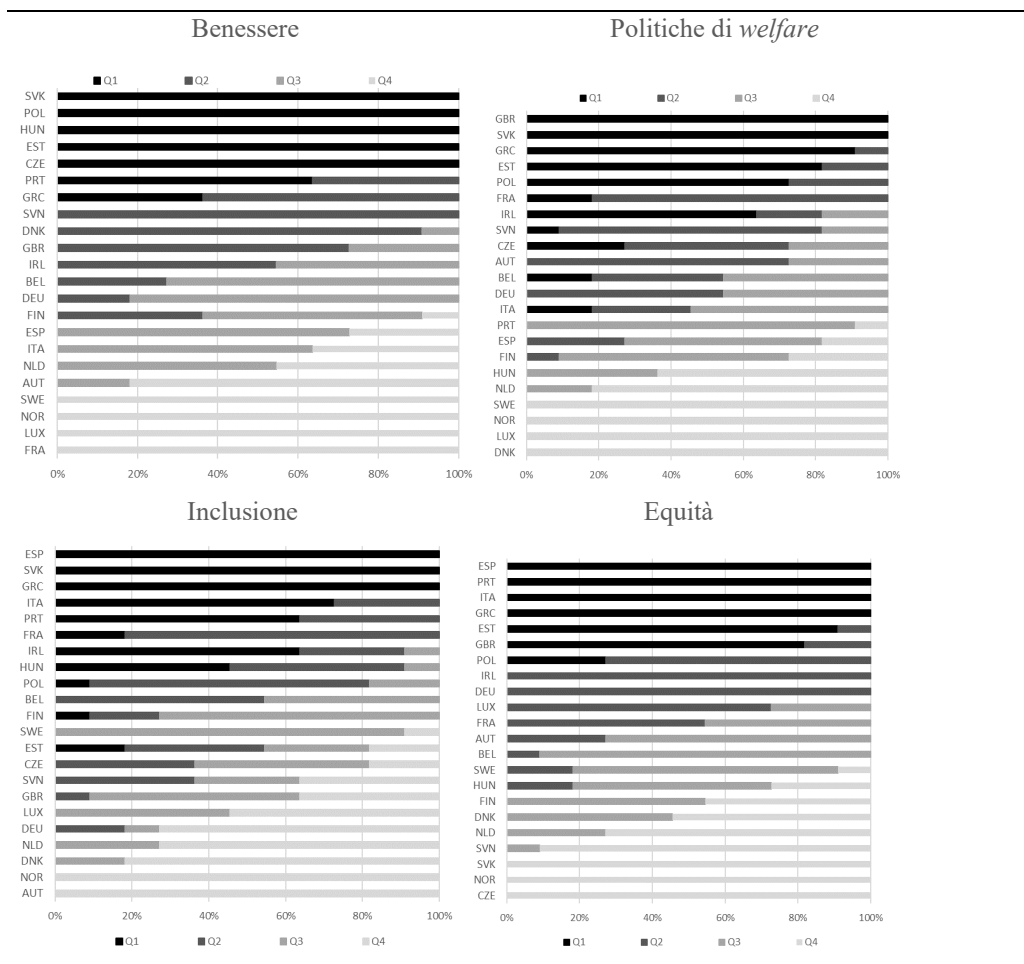 Benessere
Q1 Q2 Q3 Q4
SVK
POL
HUN
EST
CZE
PRT
GRC
SVN
DNK
GBR
IRL
BEL
DEU
FIN
ESP
ITA
NLD
AUT
SWE
NOR
LUX
FRA
0% 20% 40% 60% 80% 100%
Politiche di welfare
Q1 Q2 Q3 Q4
GBR
SVK
GRC
EST
POL
FRA
IRL
SVN
CZE
AUT
BEL
DEU
ITA
PRT
ESP
FIN
HUN
NLD
SWE
NOR
LUX
DNK
0% 20% 40% 60% 80% 100%
Inclusione
ESP
SVK
GRC
ITA
PRT
FRA
IRL
HUN
POL
BEL
FIN
SWE
EST
CZE
SVN
GBR
LUX
DEU
NLD
DNK
NOR
AUT
0% 20% 40% 60% 80% 100%
Q1 Q2 Q3 Q4
Equità
ESP
PRT
ITA
GRC
EST
GBR
POL
IRL
DEU
LUX
FRA
AUT
BEL
SWE
HUN
FIN
DNK
NLD
SVN
SVK
NOR
CZE
0% 20% 40% 60% 80% 100%
Q1 Q2 Q3 Q4